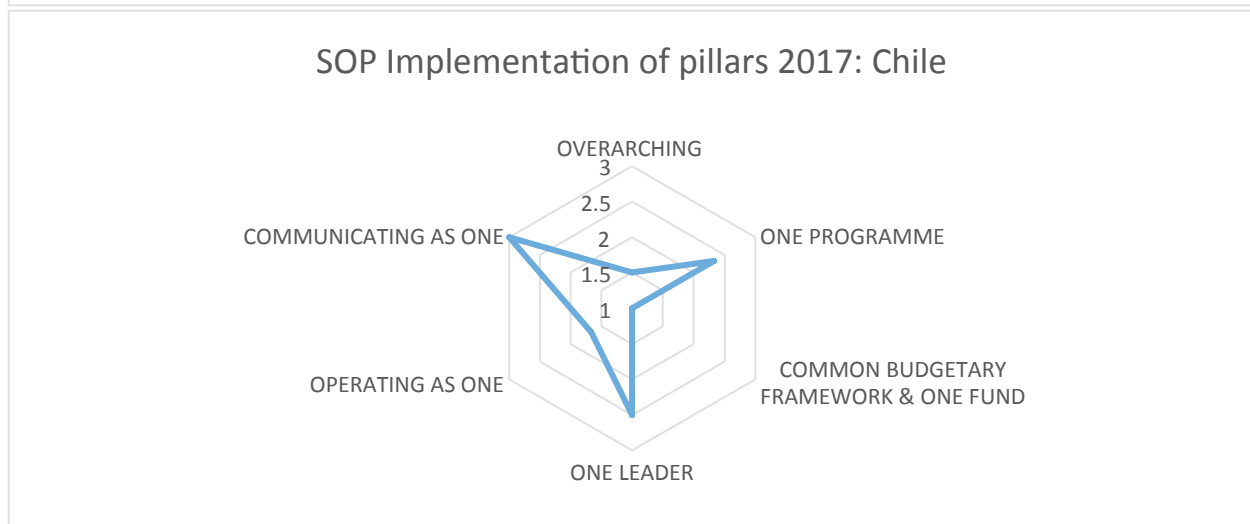 SOP Implementation of pillars 2017: Chile
OVERARCHING
3
2.5
2
1.5
1
COMMUNICATING AS ONE
ONE PROGRAMME
OPERATING AS ONE
COMMON BUDGETARY
FRAMEWORK & ONE FUND
ONE LEADER